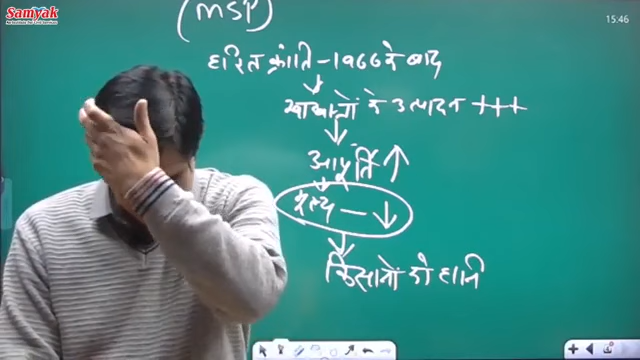 Samyak
15:46
(MSP)
हरित क्रांति – 1966 के बाद
खाद्यान्नों के उत्पादन +++
आपूर्ति ↑
मूल्य – ↓
किसानों को हानि